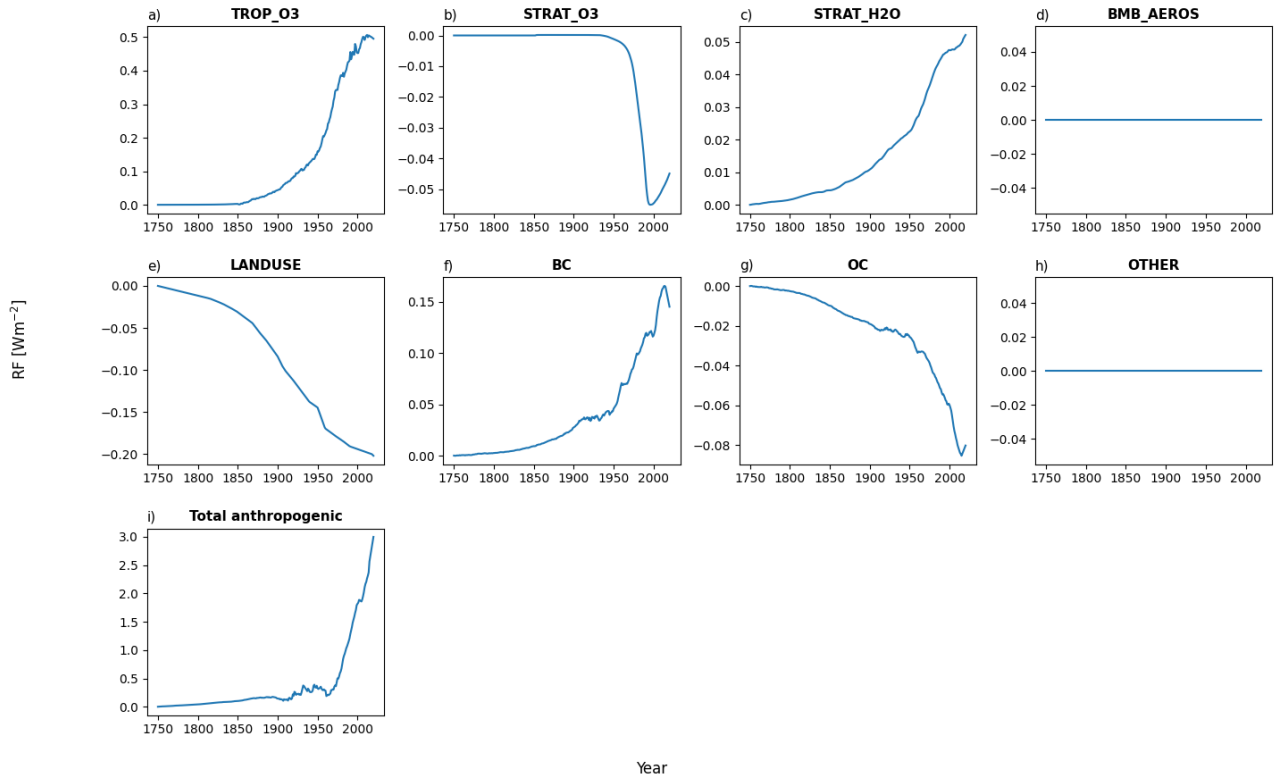 a) TROP_O3
b) STRAT_O3
c) STRAT_H2O
d) BMB_AEROS
0.5
0.4
0.3
0.2
0.1
0.0
1750 1800 1850 1900 1950 2000
0.00
−0.01
−0.02
−0.03
−0.04
−0.05
1750 1800 1850 1900 1950 2000
0.05
0.04
0.03
0.02
0.01
0.00
1750 1800 1850 1900 1950 2000
0.04
0.02
0.00
−0.02
−0.04
1750 1800 1850 1900 1950 2000
RF [Wm⁻²]
e) LANDUSE
f) BC
g) OC
h) OTHER
0.00
−0.05
−0.10
−0.15
−0.20
1750 1800 1850 1900 1950 2000
0.15
0.10
0.05
0.00
1750 1800 1850 1900 1950 2000
0.00
−0.02
−0.04
−0.06
−0.08
1750 1800 1850 1900 1950 2000
0.04
0.02
0.00
−0.02
−0.04
1750 1800 1850 1900 1950 2000
i) Total anthropogenic
3.0
2.5
2.0
1.5
1.0
0.5
0.0
1750 1800 1850 1900 1950 2000
Year